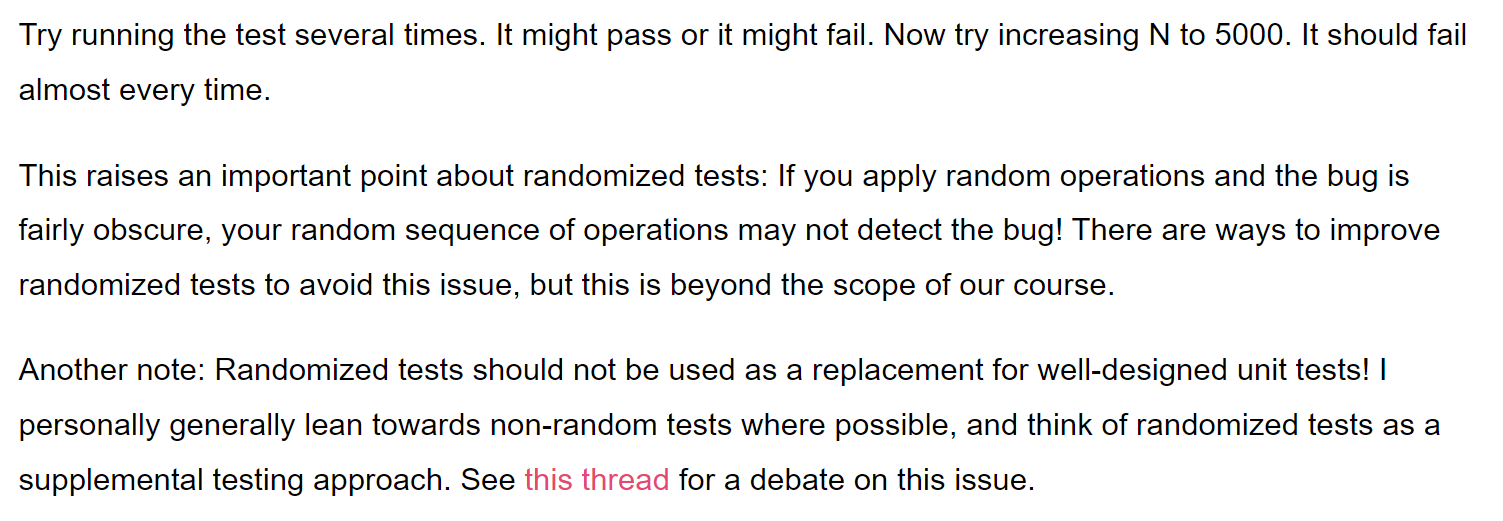 Try running the test several times. It might pass or it might fail. Now try increasing N to 5000. It should fail
almost every time.
This raises an important point about randomized tests: If you apply random operations and the bug is
fairly obscure, your random sequence of operations may not detect the bug! There are ways to improve
randomized tests to avoid this issue, but this is beyond the scope of our course.
Another note: Randomized tests should not be used as a replacement for well-designed unit tests! I
personally generally lean towards non-random tests where possible, and think of randomized tests as a
supplemental testing approach. See this thread for a debate on this issue.